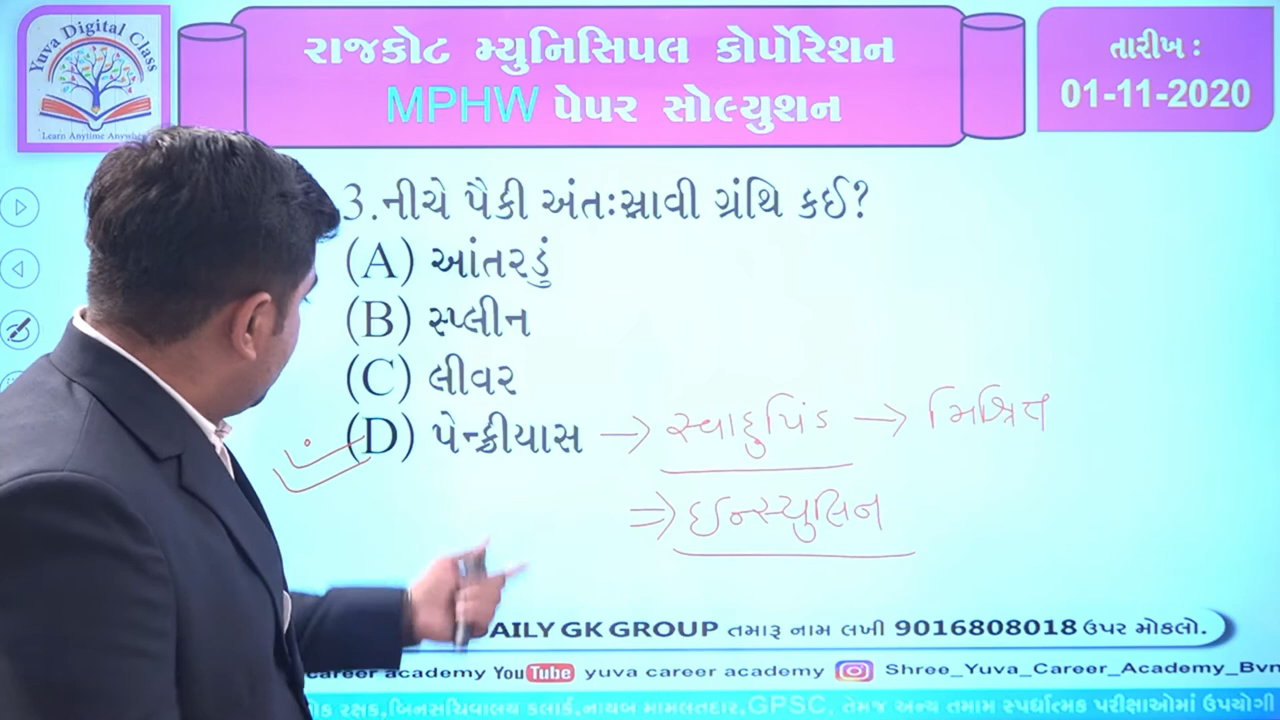 Yuva Digital Class
Learn Anytime Anywhere
રાજકોટ મ્યુનિસિપલ કોર્પોરેશન
MPHW પેપર સોલ્યુશન
તારીખ :
01-11-2020
3.નીચે પૈકી અંતઃસ્રાવી ગ્રંથિ કઈ?
(A) આંતરડું
(B) સ્પ્લીન
(C) લીવર
(D) પેન્ક્રીયાસ → સ્વાદુપિંડ → મિશ્રિત
⇒ ઇન્સ્યુલિન
AILY GK GROUP તમારૂ નામ લખી 9016808018 ઉપર મોકલો.
career academy YouTube yuva career academy Shree_Yuva_Career_Academy_Bvn
રક્ષક,બિનસચિવાલય કલાર્ક,નાયબ મામલતદાર,GPSC, તેમજ અન્ય તમામ સ્પર્ધાત્મક પરીક્ષાઓમાં ઉપયોગી